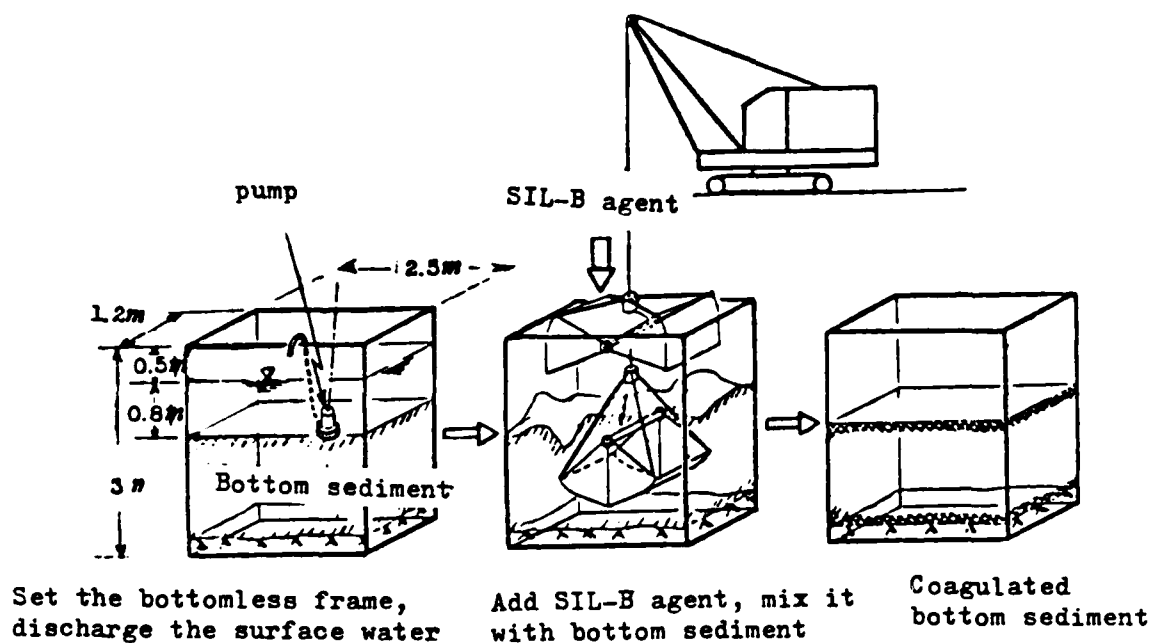 pump
SIL-B agent
2.5m
1.2m
0.5m
0.8m
3m
Bottom sediment
Set the bottomless frame,
discharge the surface water
Add SIL-B agent, mix it
with bottom sediment
Coagulated
bottom sediment